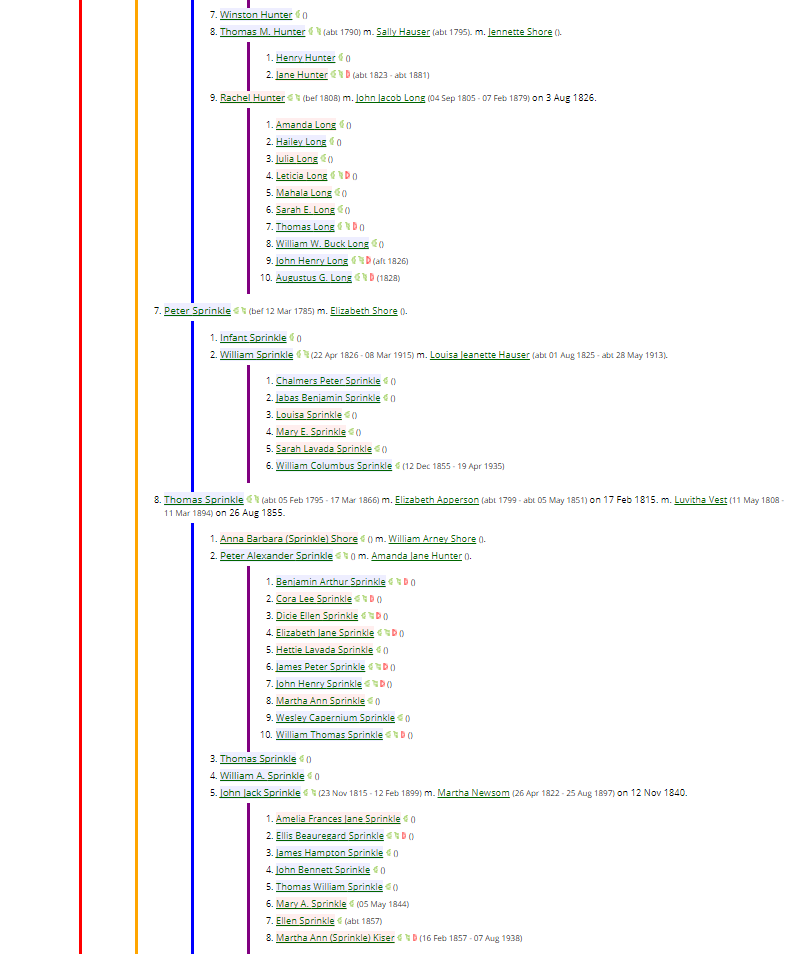 7. Winston Hunter ()
8. Thomas M. Hunter (abt 1790) m. Sally Hauser (abt 1795). m. Jennette Shore ().
1. Henry Hunter ()
2. Jane Hunter (abt 1823 - abt 1881)
9. Rachel Hunter (bef 1808) m. John Jacob Long (04 Sep 1805 - 07 Feb 1879) on 3 Aug 1826.
1. Amanda Long ()
2. Hailey Long ()
3. Julia Long ()
4. Leticia Long ()
5. Mahala Long ()
6. Sarah E. Long ()
7. Thomas Long ()
8. William W. Buck Long ()
9. John Henry Long (aft 1826)
10. Augustus G. Long (1828)
7. Peter Sprinkle (bef 12 Mar 1785) m. Elizabeth Shore ().
1. Infant Sprinkle ()
2. William Sprinkle (22 Apr 1826 - 08 Mar 1915) m. Louisa Jeanette Hauser (abt 01 Aug 1825 - abt 28 May 1913).
1. Chalmers Peter Sprinkle ()
2. Jabas Benjamin Sprinkle ()
3. Louisa Sprinkle ()
4. Mary E. Sprinkle ()
5. Sarah Lavada Sprinkle ()
6. William Columbus Sprinkle (12 Dec 1855 - 19 Apr 1935)
8. Thomas Sprinkle (abt 05 Feb 1795 - 17 Mar 1866) m. Elizabeth Apperson (abt 1799 - abt 05 May 1851) on 17 Feb 1815. m. Luvitha Vest (11 May 1808 -
11 Mar 1894) on 26 Aug 1855.
1. Anna Barbara (Sprinkle) Shore () m. William Arney Shore ().
2. Peter Alexander Sprinkle () m. Amanda Jane Hunter ().
1. Benjamin Arthur Sprinkle D ()
2. Cora Lee Sprinkle D ()
3. Dicie Ellen Sprinkle D ()
4. Elizabeth Jane Sprinkle D ()
5. Hettie Lavada Sprinkle ()
6. James Peter Sprinkle D ()
7. John Henry Sprinkle D ()
8. Martha Ann Sprinkle ()
9. Wesley Capernium Sprinkle ()
10. William Thomas Sprinkle D ()
3. Thomas Sprinkle ()
4. William A. Sprinkle ()
5. John Jack Sprinkle (23 Nov 1815 - 12 Feb 1899) m. Martha Newsom (26 Apr 1822 - 25 Aug 1897) on 12 Nov 1840.
1. Amelia Frances Jane Sprinkle ()
2. Ellis Beauregard Sprinkle D ()
3. James Hampton Sprinkle ()
4. John Bennett Sprinkle ()
5. Thomas William Sprinkle ()
6. Mary A. Sprinkle (05 May 1844)
7. Ellen Sprinkle (abt 1857)
8. Martha Ann (Sprinkle) Kiser D (16 Feb 1857 - 07 Aug 1938)